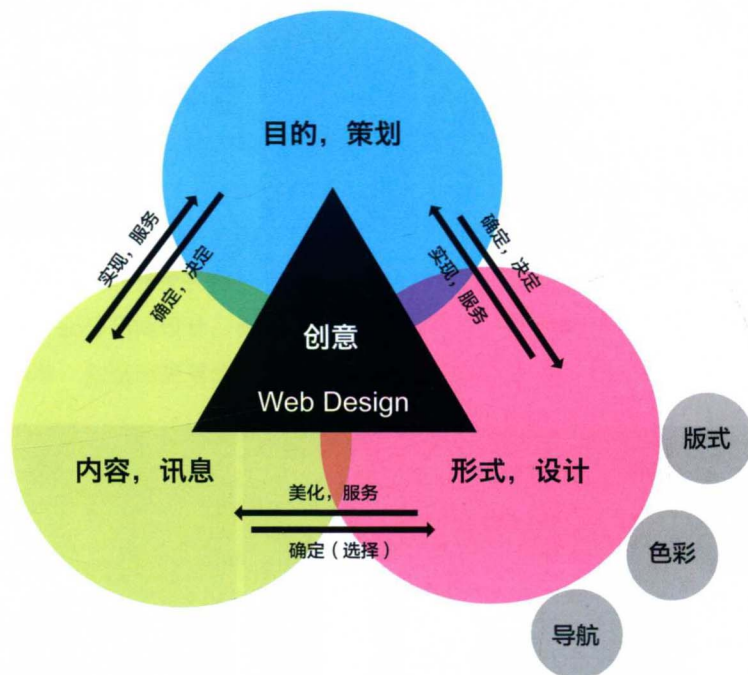 目的，策划
实现，服务
确定，决定
确定，决定
实现，服务
创意
Web Design
内容，讯息
形式，设计
美化，服务
确定（选择）
版式
色彩
导航